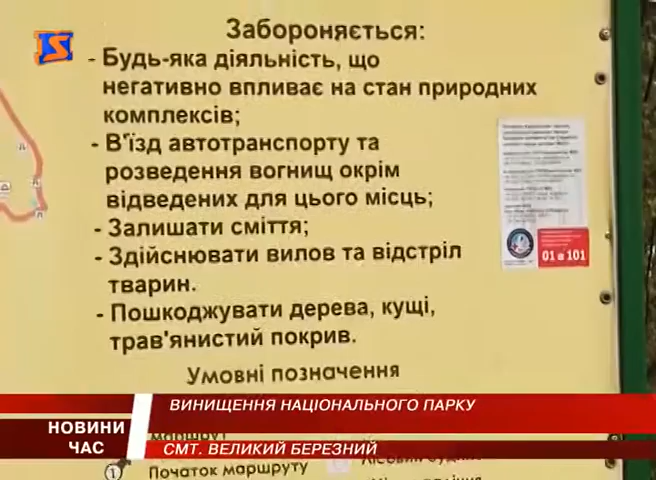 Забороняється:
- Будь-яка діяльність, що
негативно впливає на стан природних
комплексів;
- В'їзд автотранспорту та
розведення вогнищ окрім
відведених для цього місць;
- Залишати сміття;
- Здійснювати вилов та відстріл
тварин.
- Пошкоджувати дерева, кущі,
трав'янистий покрив.
01 в 101
Умовні позначення
ВИНИЩЕННЯ НАЦІОНАЛЬНОГО ПАРКУ
НОВИНИ
ЧАС
маршрут
СМТ. ВЕЛИКИЙ БЕРЕЗНИЙ
1
Початок маршруту